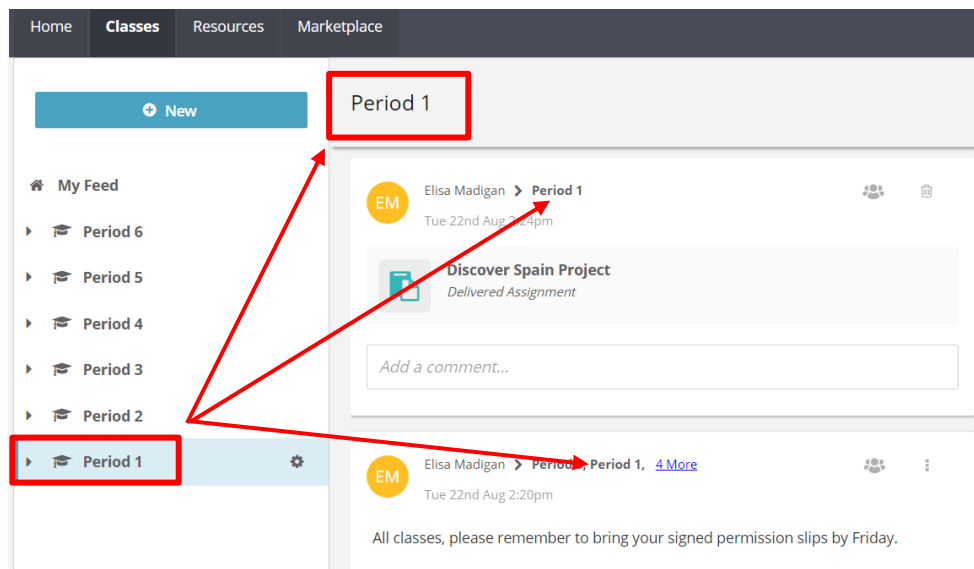 Home Classes Resources Marketplace
New
My Feed
Period 6
Period 5
Period 4
Period 3
Period 2
Period 1
Period 1
Elisa Madigan > Period 1
Tue 22nd Aug 2:24pm
Discover Spain Project
Delivered Assignment
Add a comment...
Elisa Madigan > Period , Period 1, 4 More
Tue 22nd Aug 2:20pm
All classes, please remember to bring your signed permission slips by Friday.
EM
EM